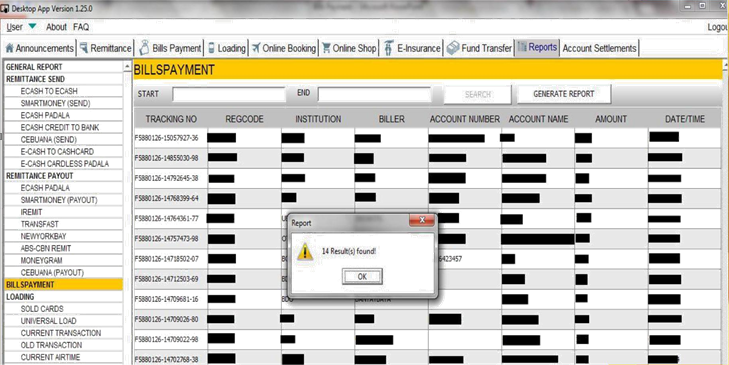 Desktop App Version 1.25.0
User About FAQ Logou
Announcements Remittance Bills Payment Loading Online Booking Online Shop E-Insurance Fund Transfer Reports Account Settlements
GENERAL REPORT
REMITTANCE SEND
ECASH TO ECASH
SMARTMONEY (SEND)
ECASH PADALA
ECASH CREDIT TO BANK
CEBUANA (SEND)
E-CASH TO CASHCARD
E-CASH CARDLESS PADALA
REMITTANCE PAYOUT
ECASH PADALA
SMARTMONEY (PAYOUT)
IREMIT
TRANSFAST
NEWYORKBAY
ABS-CBN REMIT
MONEYGRAM
CEBUANA (PAYOUT)
BILLSPAYMENT
LOADING
SOLD CARDS
UNIVERSAL LOAD
CURRENT TRANSACTION
OLD TRANSACTION
CURRENT AIRTIME
BILLSPAYMENT
START END SEARCH GENERATE REPORT
TRACKING NO REGCODE INSTITUTION BILLER ACCOUNT NUMBER ACCOUNT NAME AMOUNT DATE/TIME
F5880126-15057927-36
F5880126-14855030-98
F5880126-14792645-38
F5880126-14768399-64
F5880126-14764361-77
F5880126-14757473-98
F5880126-14718502-07 6423457
F5880126-14712503-69
F5880126-14709681-16
F5880126-14709026-80
F5880126-14709022-98
F5880126-14702768-38
Report
14 Result(s) found!
OK